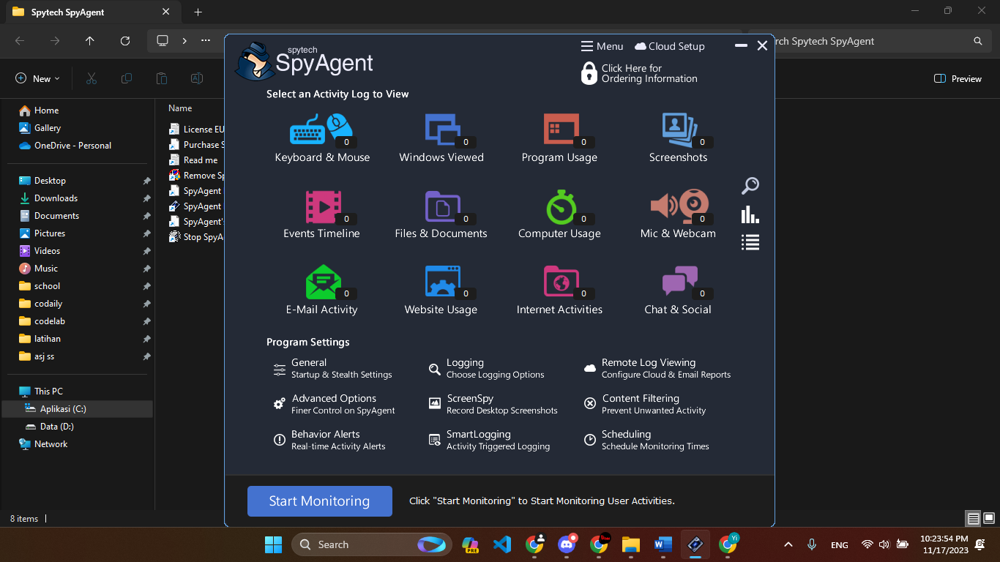 Spytech SpyAgent
rch Spytech SpyAgent
New
Preview
Home
Gallery
OneDrive - Personal
Desktop
Downloads
Documents
Pictures
Videos
Music
school
codaily
codelab
latihan
asj ss
This PC
Aplikasi (C:)
Data (D:)
Network
Name
License EU
Purchase S
Read me
Remove Sp
SpyAgent
SpyAgent
SpyAgent'
Stop SpyA
spytech
SpyAgent
Menu
Cloud Setup
Click Here for
Ordering Information
Select an Activity Log to View
0 0 0 0
Keyboard & Mouse Windows Viewed Program Usage Screenshots
0 0 0 0
Events Timeline Files & Documents Computer Usage Mic & Webcam
0 0 0 0
E-Mail Activity Website Usage Internet Activities Chat & Social
Program Settings
General
Startup & Stealth Settings
Logging
Choose Logging Options
Remote Log Viewing
Configure Cloud & Email Reports
Advanced Options
Finer Control on SpyAgent
ScreenSpy
Record Desktop Screenshots
Content Filtering
Prevent Unwanted Activity
Behavior Alerts
Real-time Activity Alerts
SmartLogging
Activity Triggered Logging
Scheduling
Schedule Monitoring Times
Start Monitoring
Click "Start Monitoring" to Start Monitoring User Activities.
8 items
Search
PRE
Yi
ENG
10:23:54 PM
11/17/2023